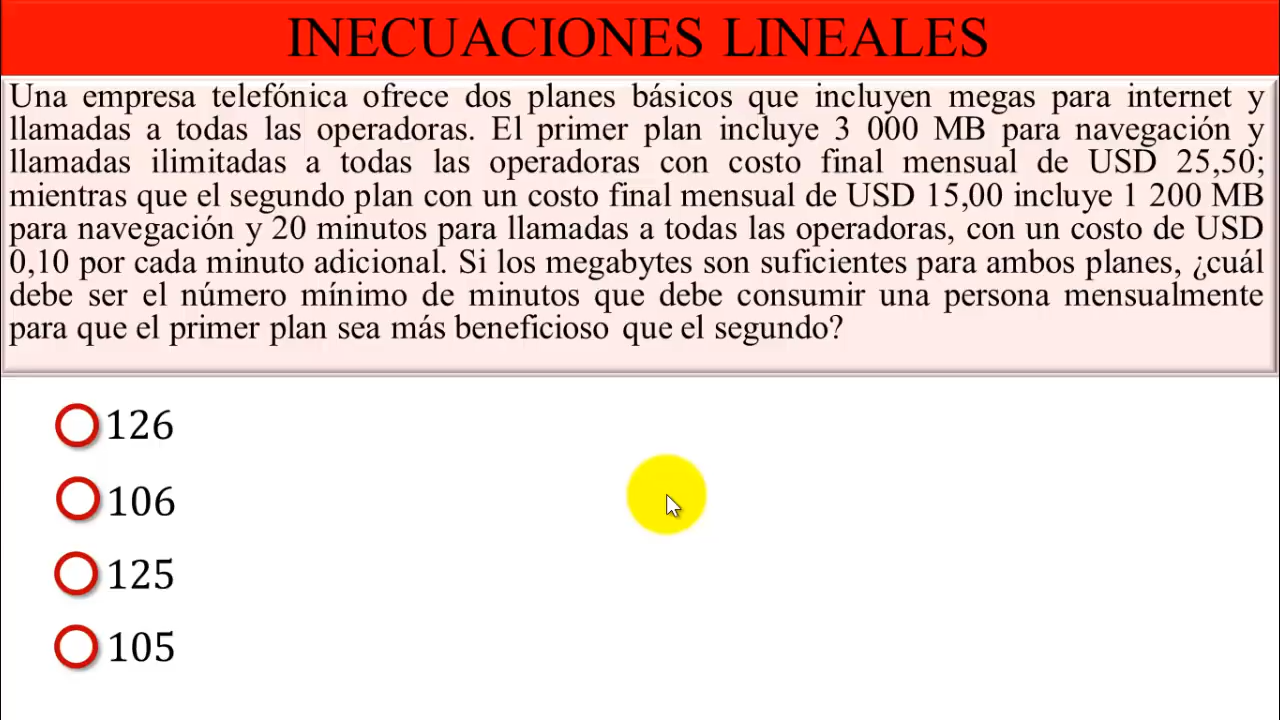 INECUACIONES LINEALES
Una empresa telefónica ofrece dos planes básicos que incluyen megas para internet y
llamadas a todas las operadoras. El primer plan incluye 3 000 MB para navegación y
llamadas ilimitadas a todas las operadoras con costo final mensual de USD 25,50;
mientras que el segundo plan con un costo final mensual de USD 15,00 incluye 1 200 MB
para navegación y 20 minutos para llamadas a todas las operadoras, con un costo de USD
0,10 por cada minuto adicional. Si los megabytes son suficientes para ambos planes, ¿cuál
debe ser el número mínimo de minutos que debe consumir una persona mensualmente
para que el primer plan sea más beneficioso que el segundo?
126
106
125
105